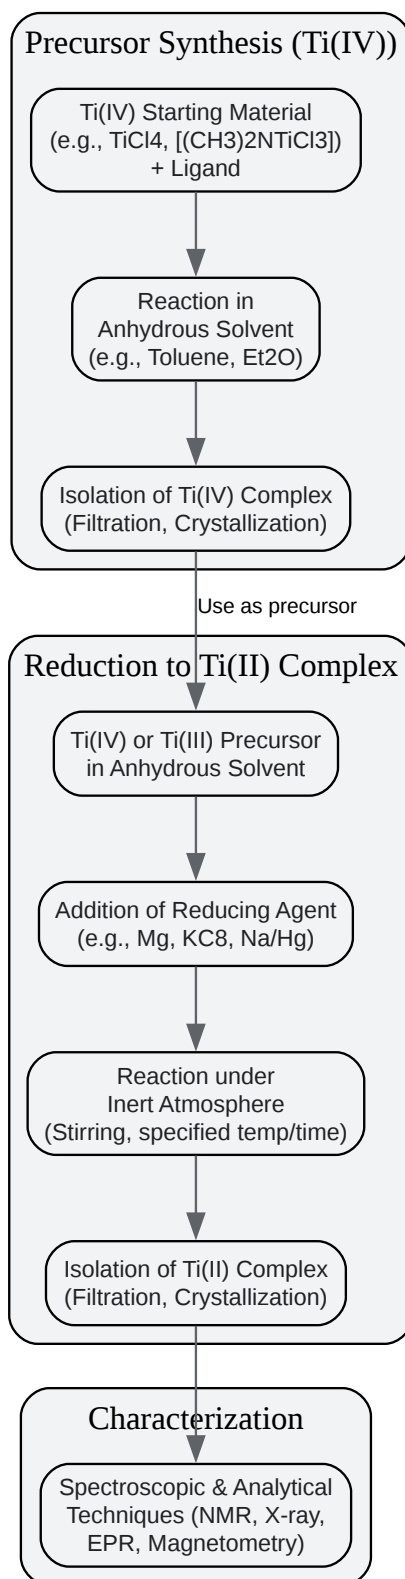 Precursor Synthesis (Ti(IV))
Ti(IV) Starting Material
(e.g., TiCl4, [(CH3)2NTiCl3])
+ Ligand
Reaction in
Anhydrous Solvent
(e.g., Toluene, Et2O)
Isolation of Ti(IV) Complex
(Filtration, Crystallization)
Use as precursor
Reduction to Ti(II) Complex
Ti(IV) or Ti(III) Precursor
in Anhydrous Solvent
Addition of Reducing Agent
(e.g., Mg, KC8, Na/Hg)
Reaction under
Inert Atmosphere
(Stirring, specified temp/time)
Isolation of Ti(II) Complex
(Filtration, Crystallization)
Characterization
Spectroscopic & Analytical
Techniques (NMR, X-ray,
EPR, Magnetometry)